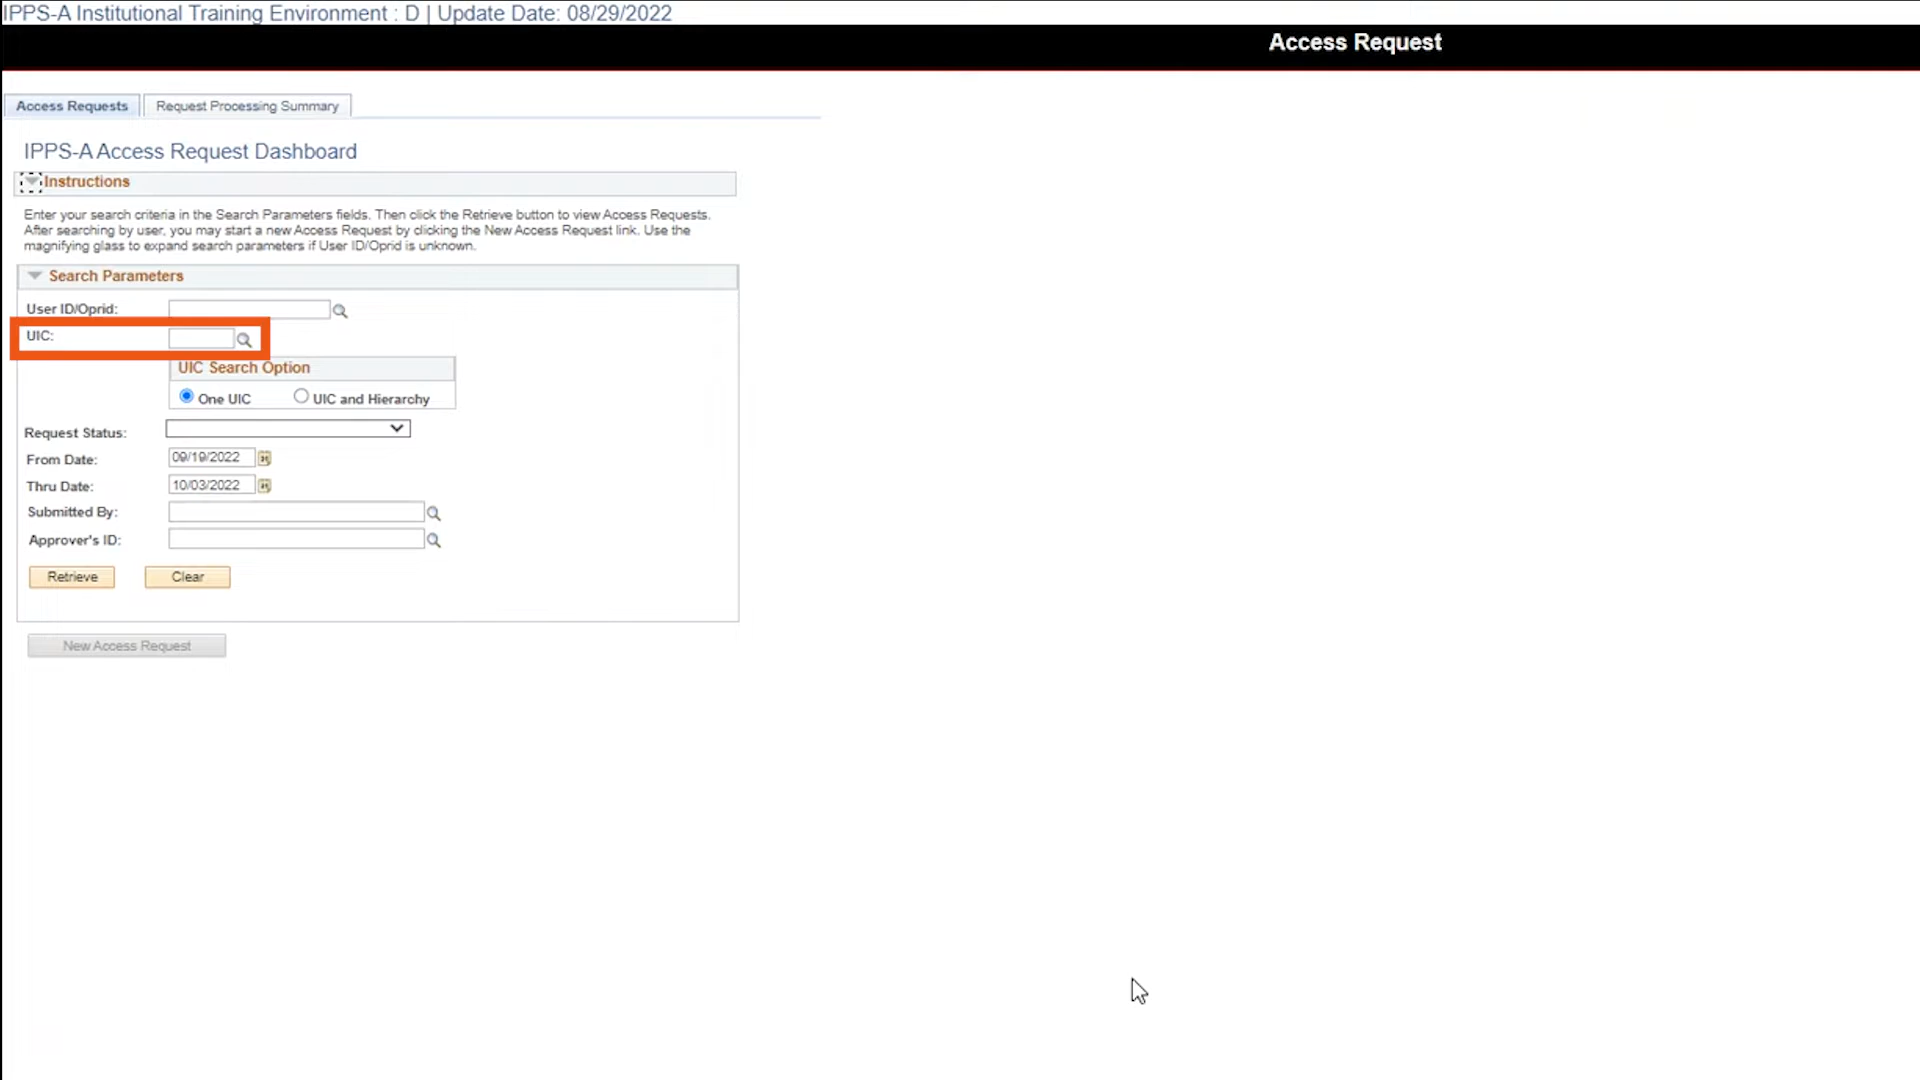 IPPS-A Institutional Training Environment : D | Update Date: 08/29/2022
Access Request
Access Requests
Request Processing Summary
IPPS-A Access Request Dashboard
Instructions
Enter your search criteria in the Search Parameters fields. Then click the Retrieve button to view Access Requests.
After searching by user, you may start a new Access Request by clicking the New Access Request link. Use the
magnifying glass to expand search parameters if User ID/Oprid is unknown.
Search Parameters
User ID/Oprid:
UIC:
UIC Search Option
One UIC
UIC and Hierarchy
Request Status:
From Date: 09/19/2022
Thru Date: 10/03/2022
Submitted By:
Approver's ID:
Retrieve
Clear
New Access Request